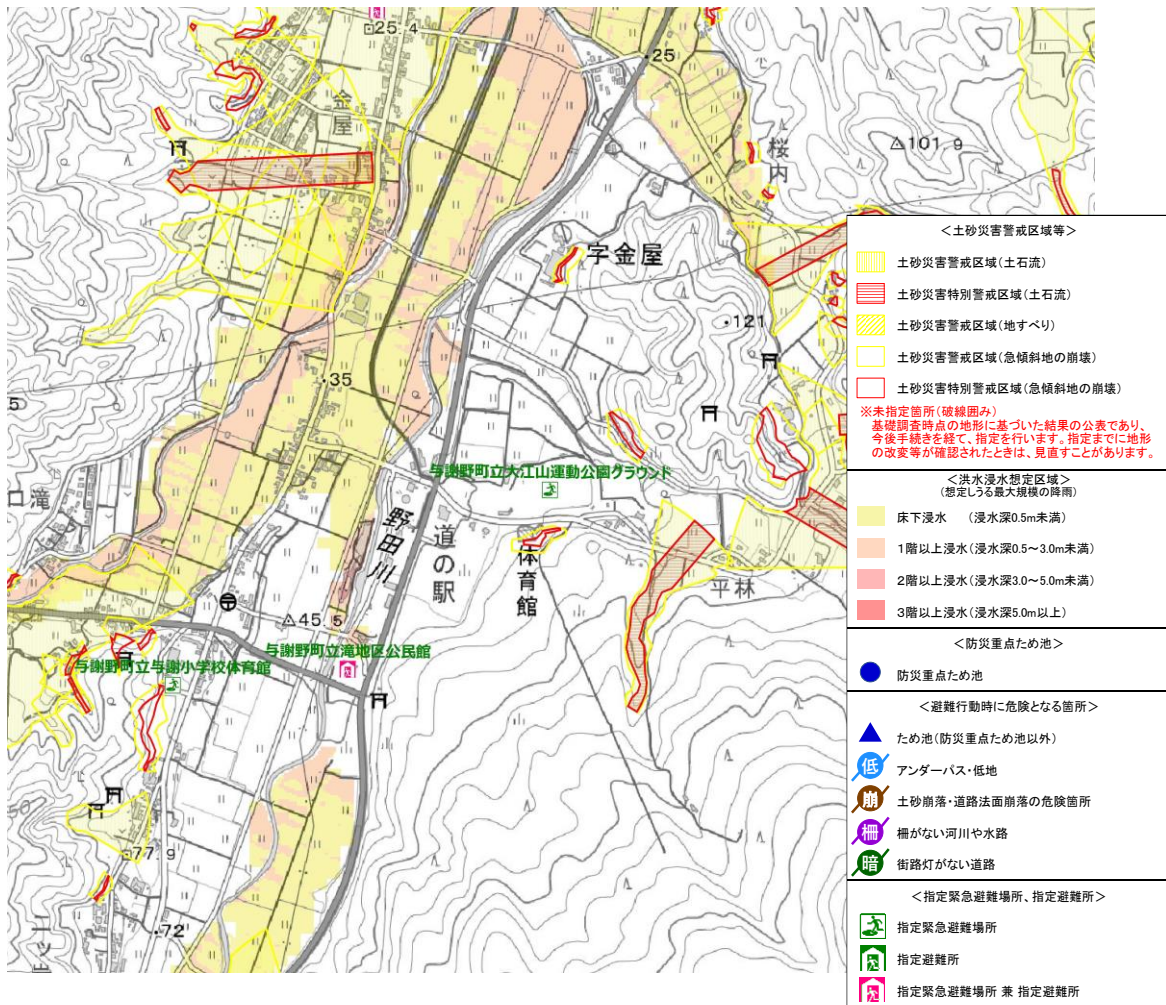 25.4
25
金屋
101.9
桜内
字金屋
121
35
5
与謝野町立大江山運動公園グラウンド
口滝
野田川
道の駅
体育館
平林
45.5
与謝野町立滝地区公民館
与謝野町立与謝小学校体育館
77.9
72
＜土砂災害警戒区域等＞
土砂災害警戒区域(土石流)
土砂災害特別警戒区域(土石流)
土砂災害警戒区域(地すべり)
土砂災害警戒区域(急傾斜地の崩壊)
土砂災害特別警戒区域(急傾斜地の崩壊)
※未指定箇所(破線囲み)
基礎調査時点の地形に基づいた結果の公表であり、
今後手続きを経て、指定を行います。指定までに地形
の改変等が確認されたときは、見直すことがあります。
＜洪水浸水想定区域＞
(想定しうる最大規模の降雨)
床下浸水 (浸水深0.5m未満)
１階以上浸水(浸水深0.5～3.0m未満)
２階以上浸水(浸水深3.0～5.0m未満)
３階以上浸水(浸水深5.0m以上)
＜防災重点ため池＞
防災重点ため池
＜避難行動時に危険となる箇所＞
ため池(防災重点ため池以外)
低 アンダーパス・低地
崩 土砂崩落・道路法面崩落の危険箇所
柵 柵がない河川や水路
暗 街路灯がない道路
＜指定緊急避難場所、指定避難所＞
指定緊急避難場所
指定避難所
指定緊急避難場所 兼 指定避難所